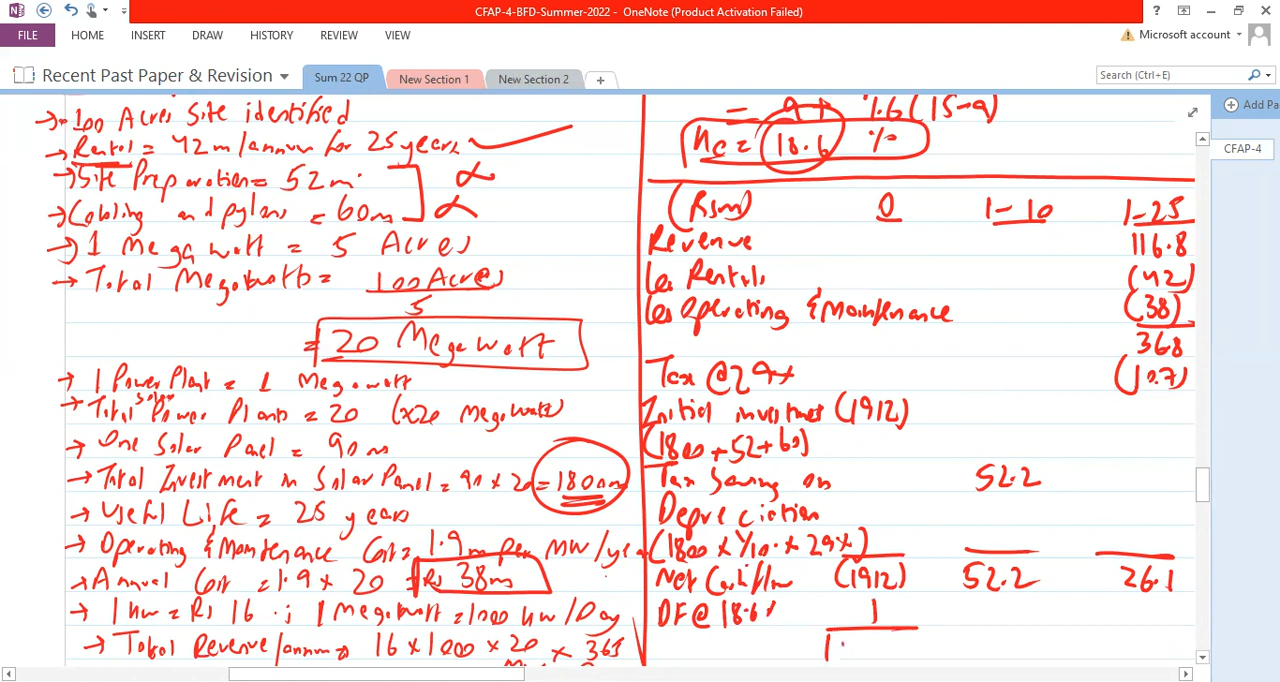 CFAP-4-BFD-Summer-2022 - OneNote (Product Activation Failed)
FILE HOME INSERT DRAW HISTORY REVIEW VIEW
Microsoft account
Recent Past Paper & Revision
Sum 22 QP New Section 1 New Section 2
Search (Ctrl+E)
Add Pa
CFAP-4
→ 100 Acres Site identified
→ Rental = 42m/annum for 25 years
→ Site Preparation = 52m
→ Cabling and pylons = 60m
→ 1 Megawatt = 5 Acres
→ Total Megawatts = 100 Acres
5
= 20 Megawatt
→ 1 Power Plant = 1 Megawatt
→ Total Solar Power Plants = 20 (x20 Megawatt)
→ One Solar Panel = 90m
→ Total Investment in Solar Panel = 90 x 20 = 1800m
→ Useful Life = 25 years
→ Operating & Maintenance Cost = 1.9m per MW/year
→ Annual Cost = 1.9 x 20 = Rs 38m
→ 1 kw = Rs 16 ; 1 Megawatt = 1000 kw/Day
→ Total Revenue/annum → 16 x 1000 x 20 x 365
(15-9)
= 18.6 %
(Rsm) 0 1-10 1-25
Revenue 116.8
Les Rentals (42)
Les Operating & Maintenance (38)
36.8
Tax @ 29% (10.7)
Initial investment (1912)
(1800+52+60)
Tax Saving on 52.2
Depreciation
(1800 x 1/10 x 29%)
Net Cashflow (1912) 52.2 26.1
DF @ 18.6% 1